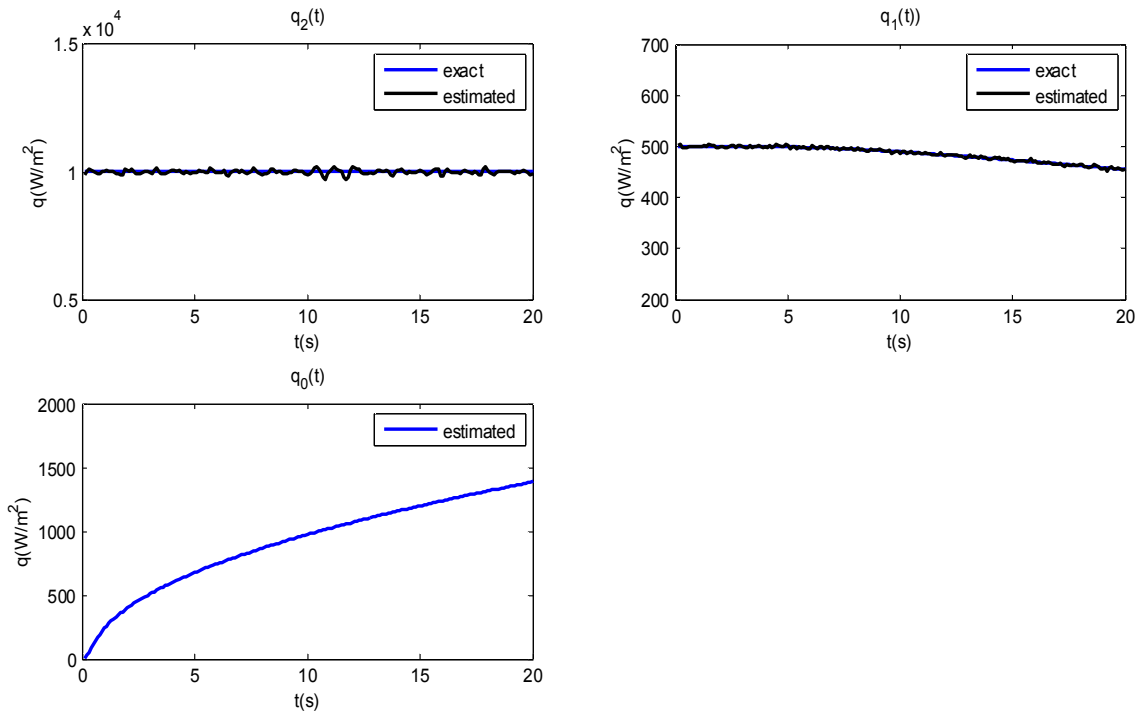 q₂(t)
x 10⁴
1.5
1
0.5
q(W/m²)
exact
estimated
0 5 10 15 20
t(s)
q₁(t))
700
600
500
400
300
200
q(W/m²)
exact
estimated
0 5 10 15 20
t(s)
q₀(t)
2000
1500
1000
500
0
q(W/m²)
estimated
0 5 10 15 20
t(s)